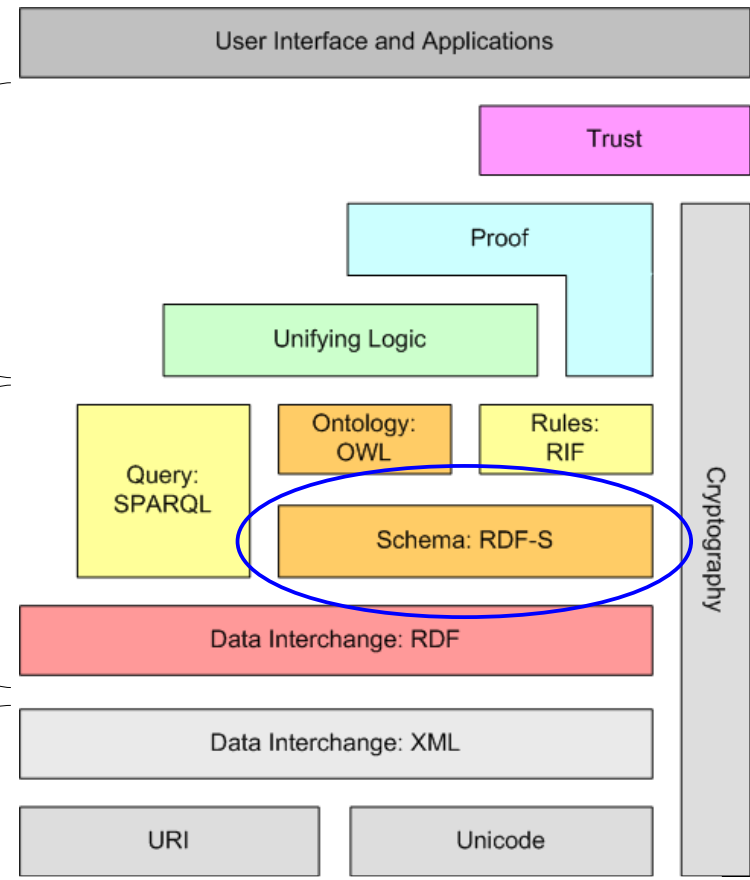 User Interface and Applications
Trust
Proof
Unifying Logic
Ontology:
OWL
Rules:
RIF
Query:
SPARQL
Schema: RDF-S
Cryptography
Data Interchange: RDF
Data Interchange: XML
URI
Unicode